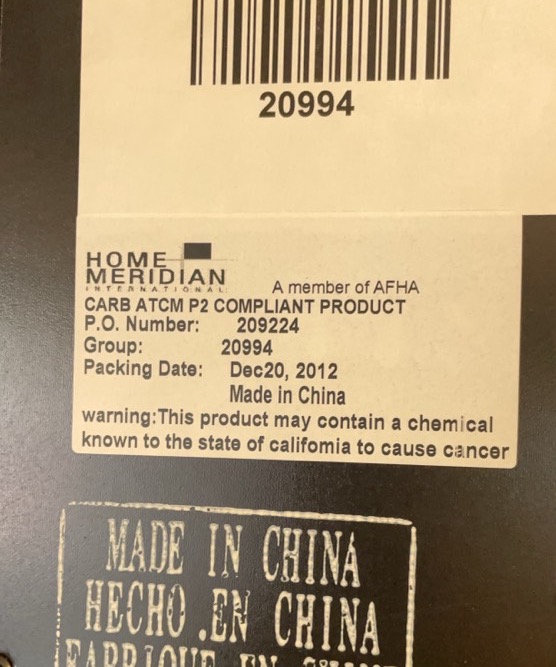 20994
HOME
MERIDIAN
INTERNATIONAL
A member of AFHA
CARB ATCM P2 COMPLIANT PRODUCT
P.O. Number: 209224
Group: 20994
Packing Date: Dec20, 2012
Made in China
warning:This product may contain a chemical
known to the state of califomia to cause cancer
MADE IN CHINA
HECHO .EN CHINA
FABRIQUE EN